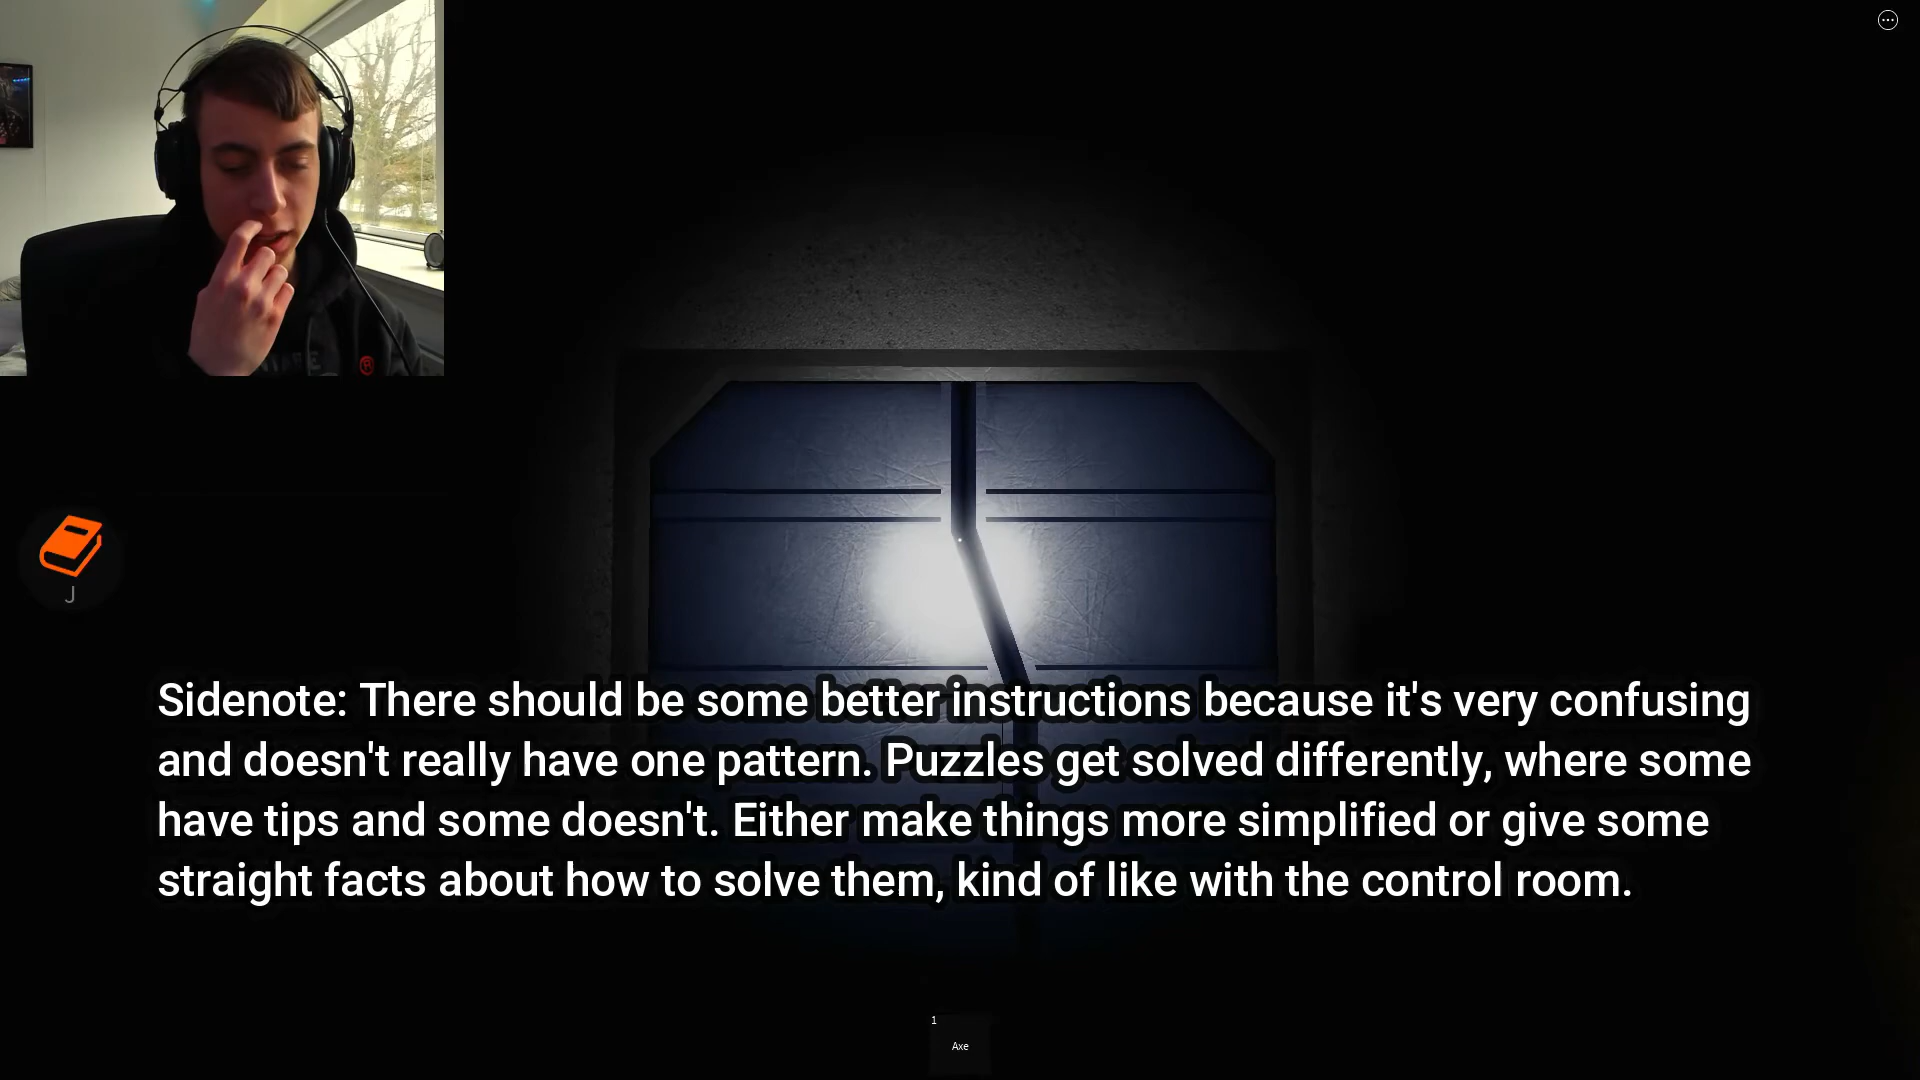 J
Sidenote: There should be some better instructions because it's very confusing
and doesn't really have one pattern. Puzzles get solved differently, where some
have tips and some doesn't. Either make things more simplified or give some
straight facts about how to solve them, kind of like with the control room.
1
Axe